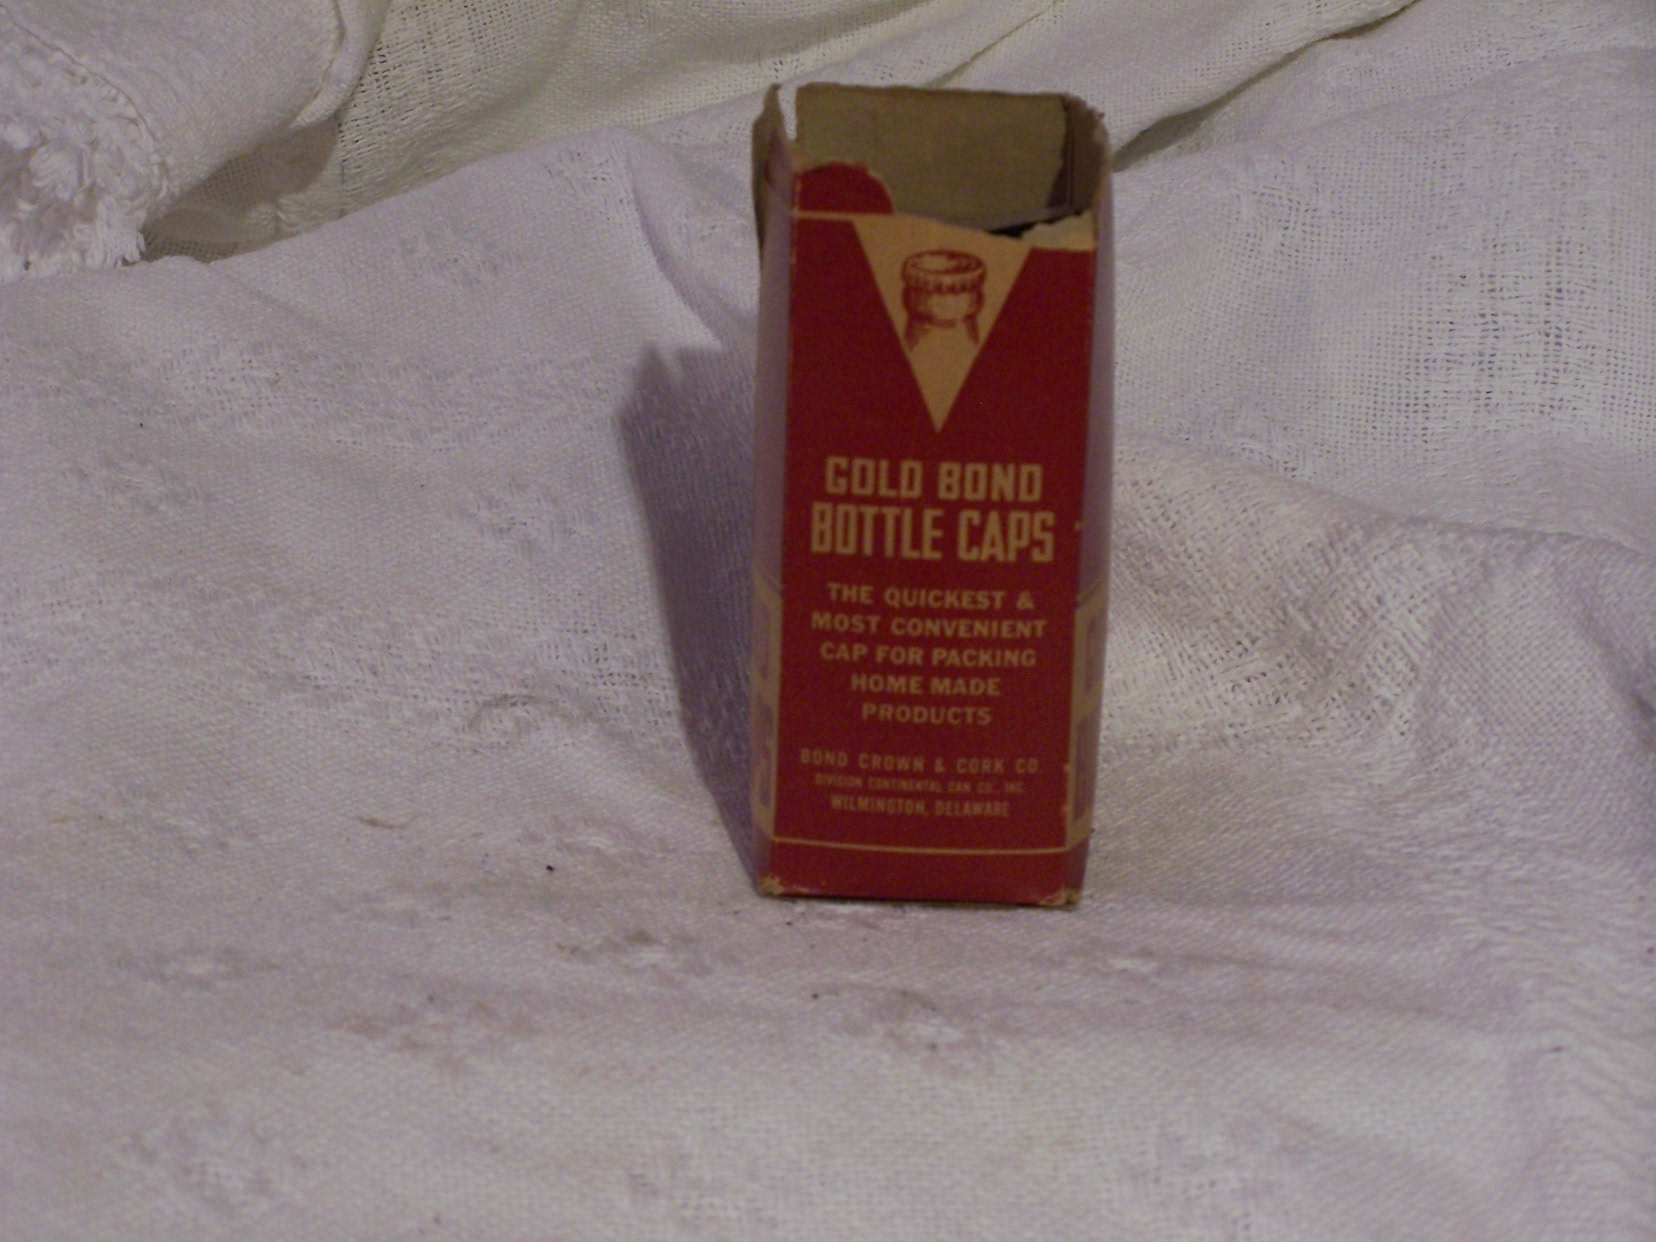 GOLD BOND
BOTTLE CAPS
THE QUICKEST &
MOST CONVENIENT
CAP FOR PACKING
HOME MADE
PRODUCTS
BOND CROWN & CORK CO.
DIVISION CONTINENTAL CAN CO., INC.
WILMINGTON, DELAWARE